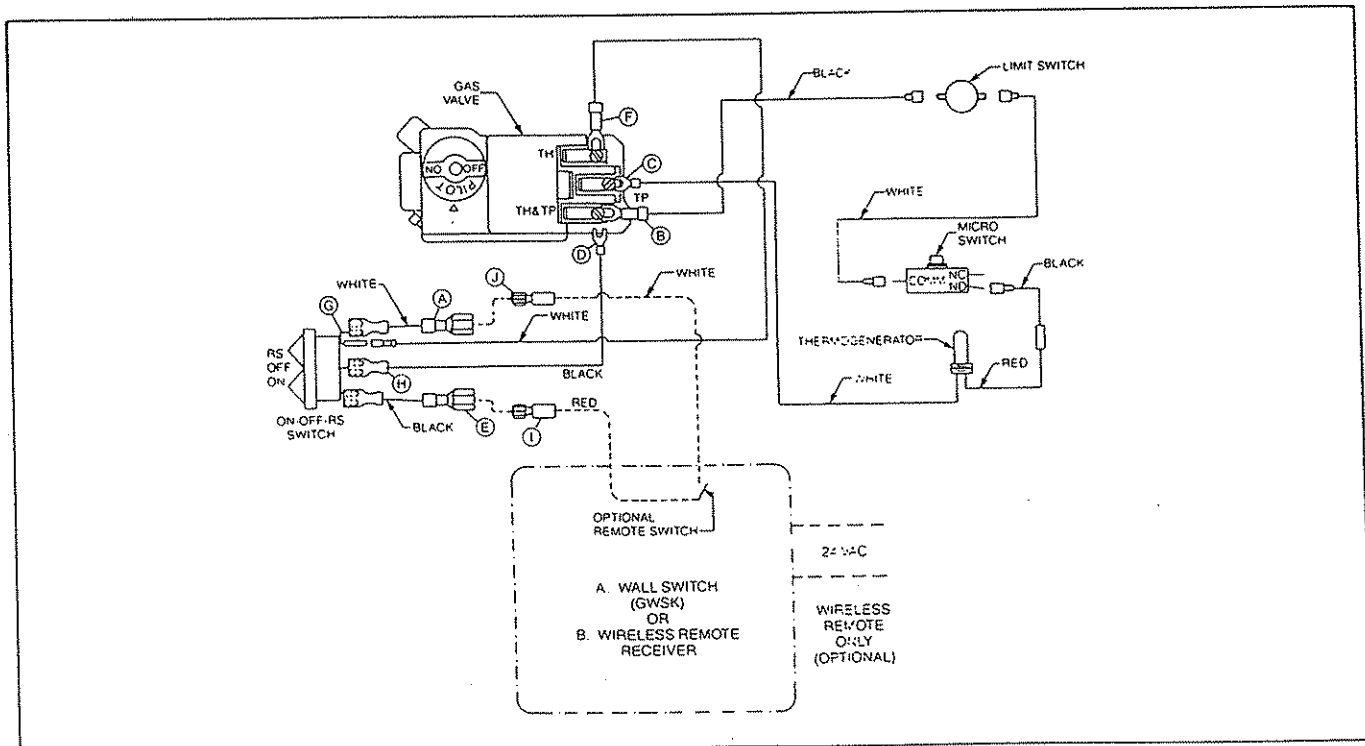 GAS
VALVE
BLACK
LIMIT SWITCH
F
TH
C
NO
OFF
PILOT
TP
TH & TP
B
D
WHITE
MICRO
SWITCH
COMM
NC
NO
BLACK
J
WHITE
WHITE
A
G
WHITE
THERMOGENERATOR
RS
OFF
ON
H
BLACK
RED
WHITE
RED
ON-OFF-RS
SWITCH
BLACK
E
I
OPTIONAL
REMOTE SWITCH
24 VAC
A. WALL SWITCH
(GWSK)
OR
B. WIRELESS REMOTE
RECEIVER
WIRELESS
REMOTE
ONLY
(OPTIONAL)